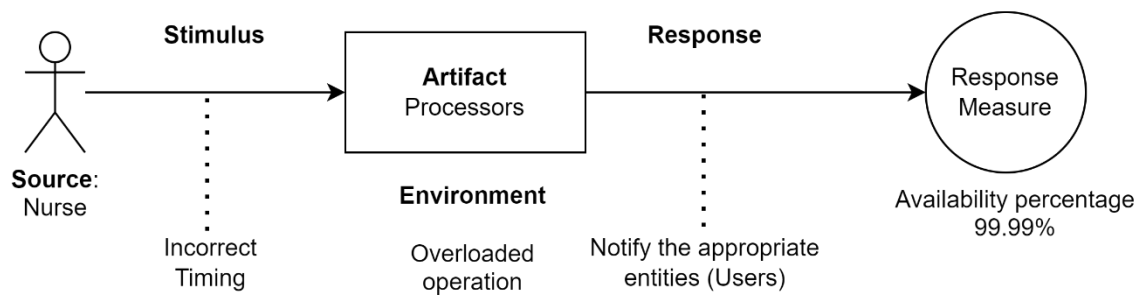 Stimulus
Response
Artifact
Processors
Response
Measure
Source:
Nurse
Environment
Availability percentage
99.99%
Incorrect
Timing
Overloaded
operation
Notify the appropriate
entities (Users)